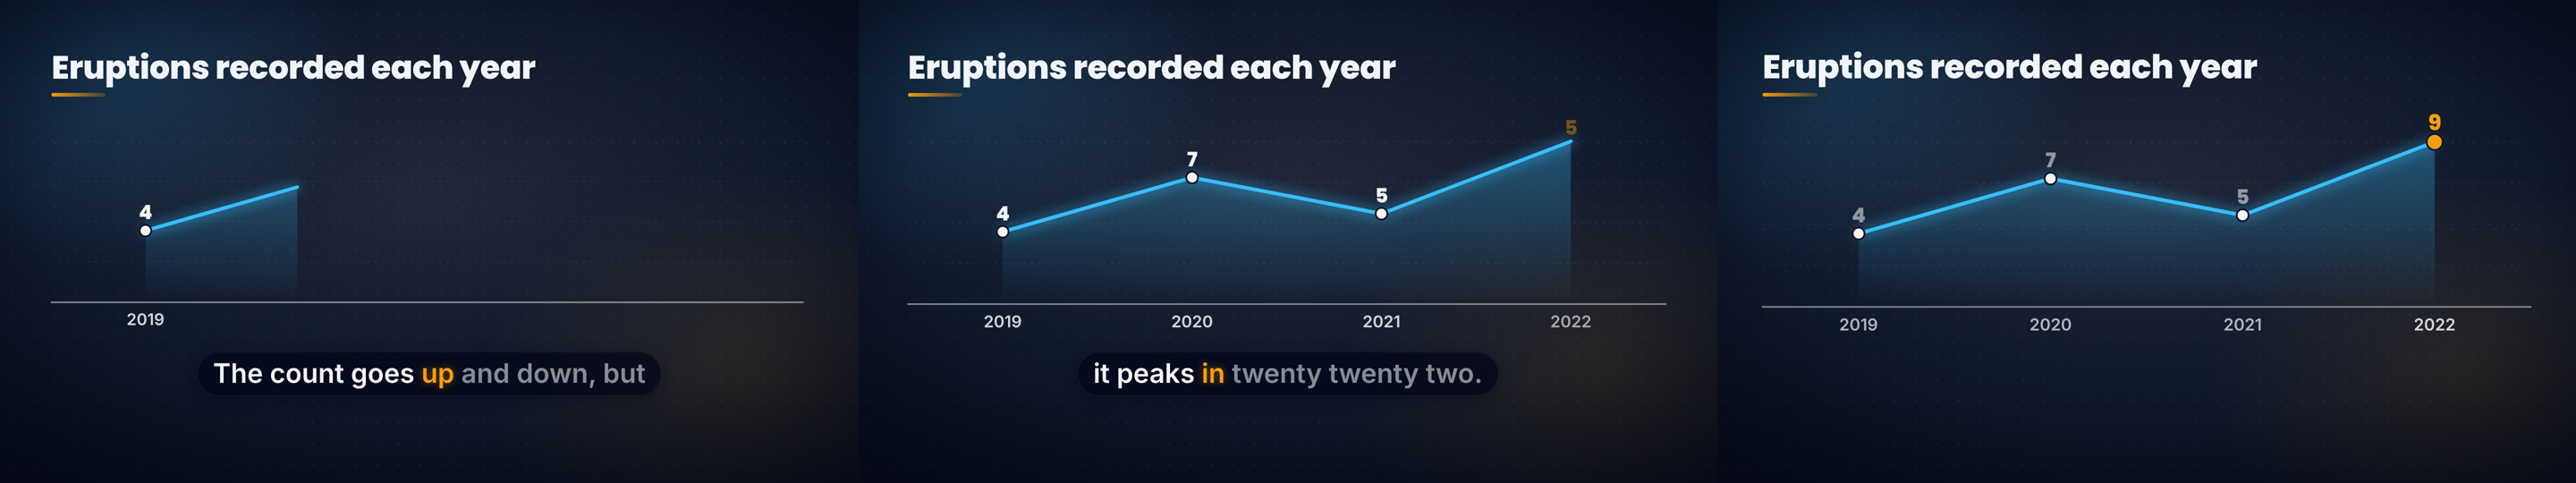 Eruptions recorded each year
4
2019
The count goes up and down, but
Eruptions recorded each year
5
7
5
4
2019 2020 2021 2022
it peaks in twenty twenty two.
Eruptions recorded each year
9
7
5
4
2019 2020 2021 2022